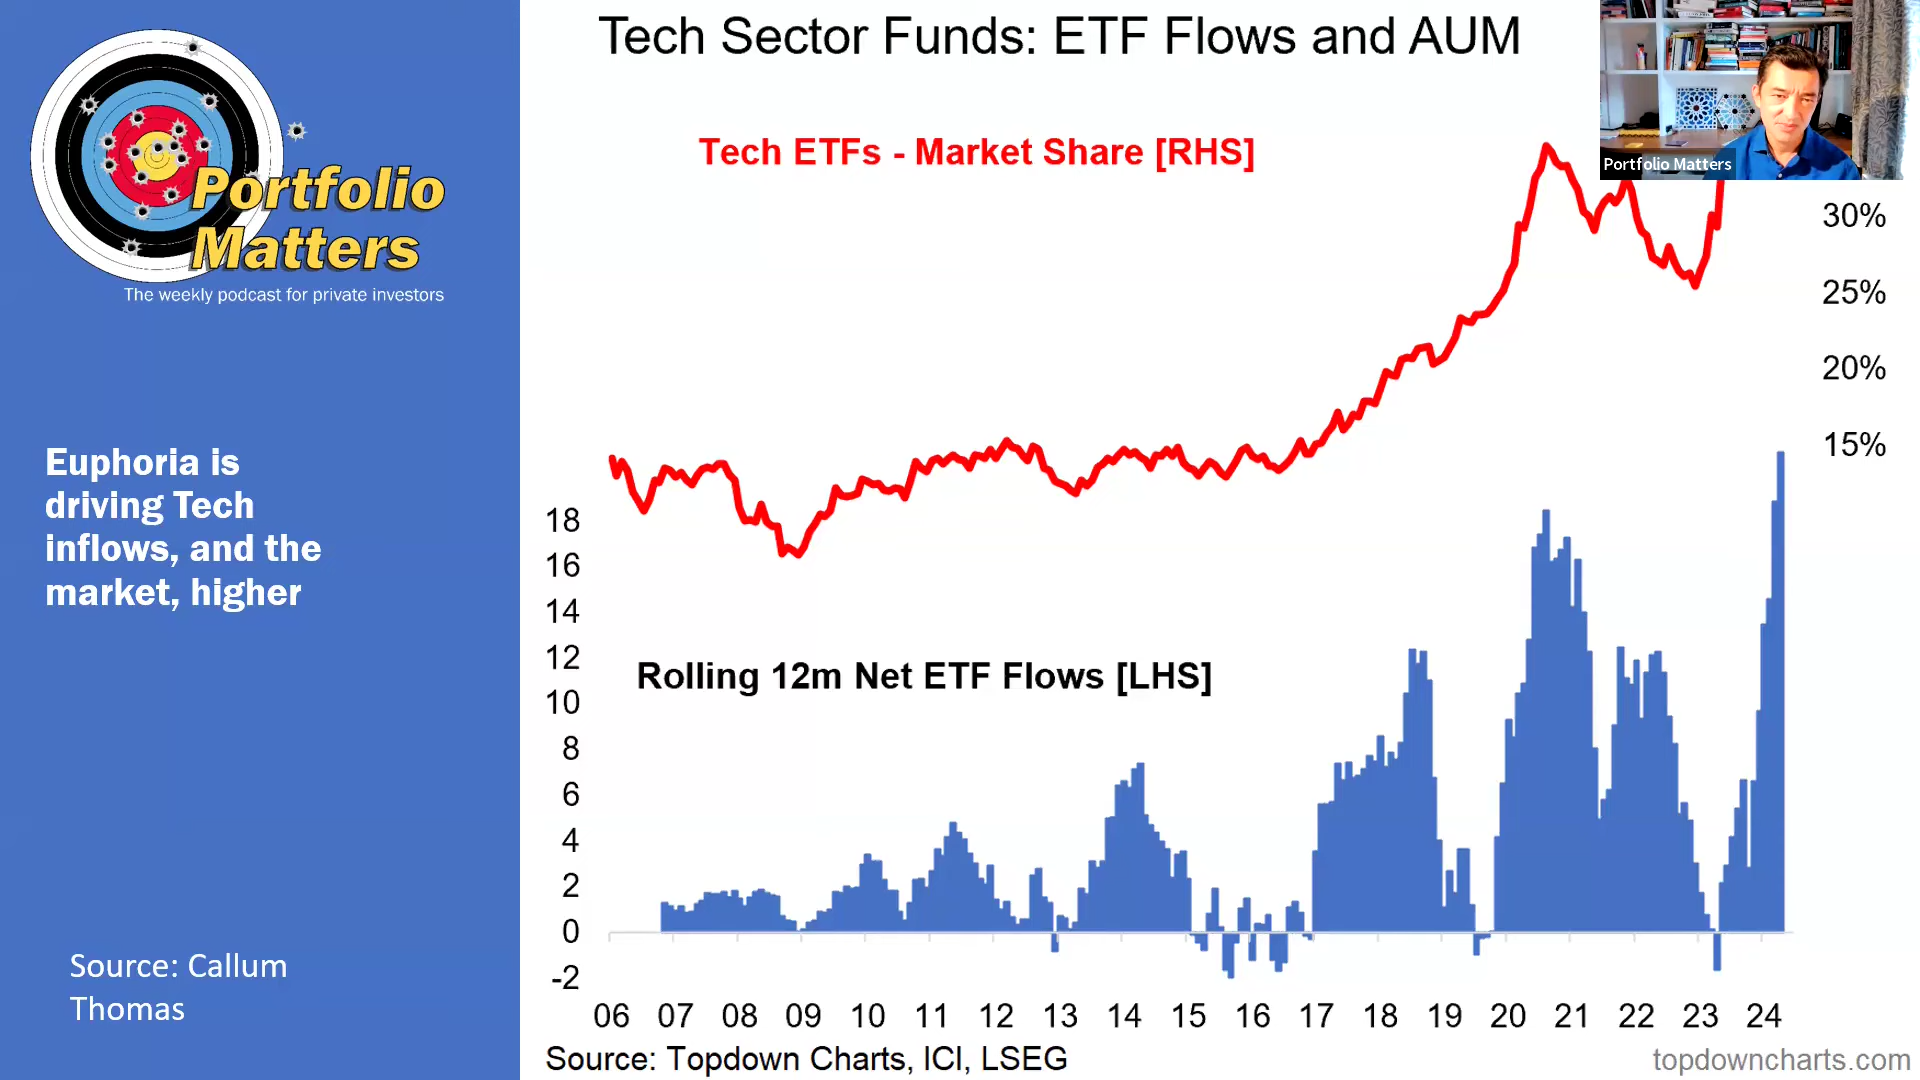 Tech Sector Funds: ETF Flows and AUM
Portfolio Matters
Portfolio
Matters
The weekly podcast for private investors
Euphoria is
driving Tech
inflows, and the
market, higher
Source: Callum
Thomas
Tech ETFs - Market Share [RHS]
30%
25%
20%
15%
18
16
14
12
10
8
6
4
2
0
-2
Rolling 12m Net ETF Flows [LHS]
06 07 08 09 10 11 12 13 14 15 16 17 18 19 20 21 22 23 24
Source: Topdown Charts, ICI, LSEG
topdowncharts.com